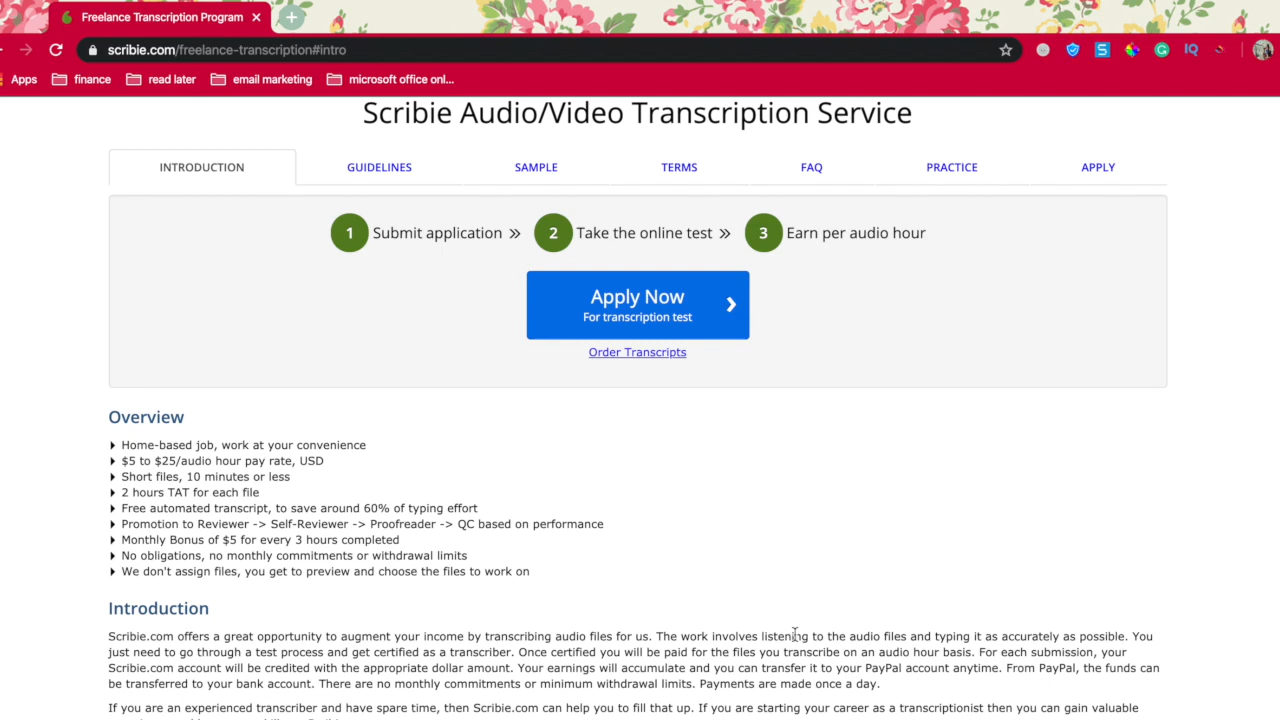 Freelance Transcription Program
scribie.com/freelance-transcription#intro
Apps finance read later email marketing microsoft office onl...
Scribie Audio/Video Transcription Service
INTRODUCTION GUIDELINES SAMPLE TERMS FAQ PRACTICE APPLY
1 Submit application » 2 Take the online test » 3 Earn per audio hour
Apply Now
For transcription test
Order Transcripts
Overview
Home-based job, work at your convenience
$5 to $25/audio hour pay rate, USD
Short files, 10 minutes or less
2 hours TAT for each file
Free automated transcript, to save around 60% of typing effort
Promotion to Reviewer -> Self-Reviewer -> Proofreader -> QC based on performance
Monthly Bonus of $5 for every 3 hours completed
No obligations, no monthly commitments or withdrawal limits
We don't assign files, you get to preview and choose the files to work on
Introduction
Scribie.com offers a great opportunity to augment your income by transcribing audio files for us. The work involves listening to the audio files and typing it as accurately as possible. You
just need to go through a test process and get certified as a transcriber. Once certified you will be paid for the files you transcribe on an audio hour basis. For each submission, your
Scribie.com account will be credited with the appropriate dollar amount. Your earnings will accumulate and you can transfer it to your PayPal account anytime. From PayPal, the funds can
be transferred to your bank account. There are no monthly commitments or minimum withdrawal limits. Payments are made once a day.
If you are an experienced transcriber and have spare time, then Scribie.com can help you to fill that up. If you are starting your career as a transcriptionist then you can gain valuable